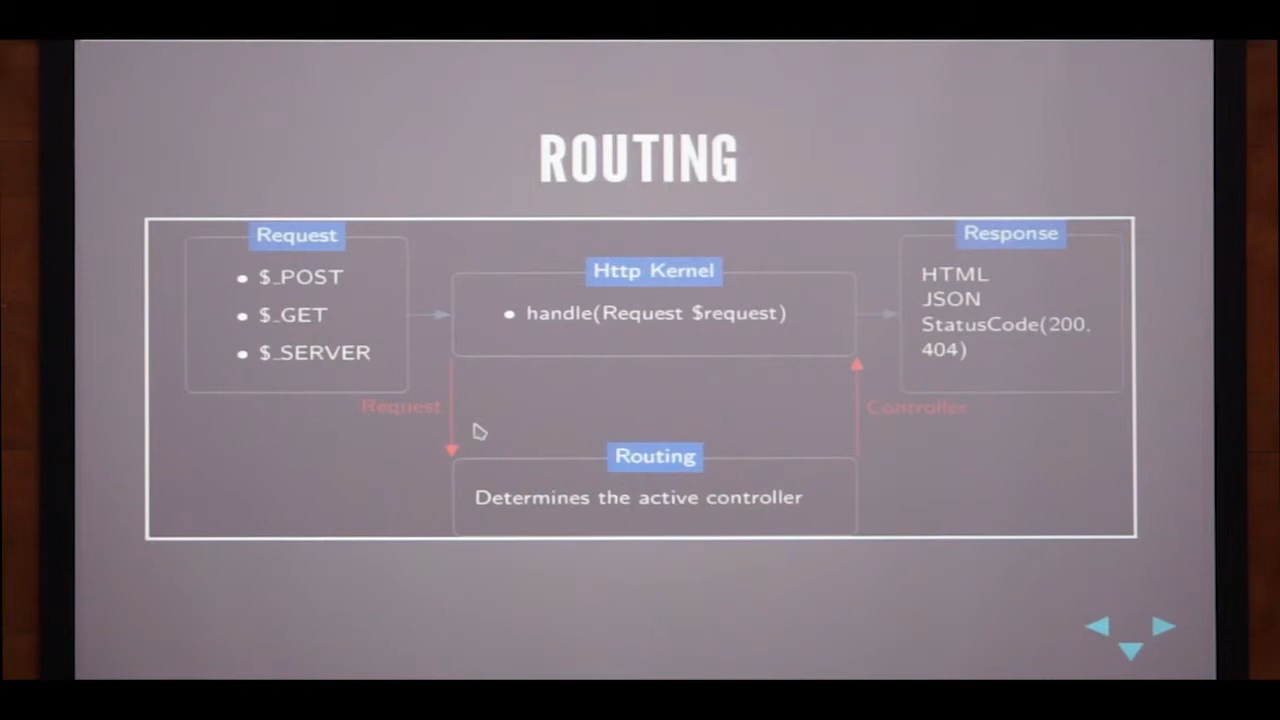 ROUTING
Request
• $_POST
• $_GET
• $_SERVER
Http Kernel
• handle(Request $request)
Response
HTML
JSON
StatusCode(200,
404)
Request
Controller
Routing
Determines the active controller